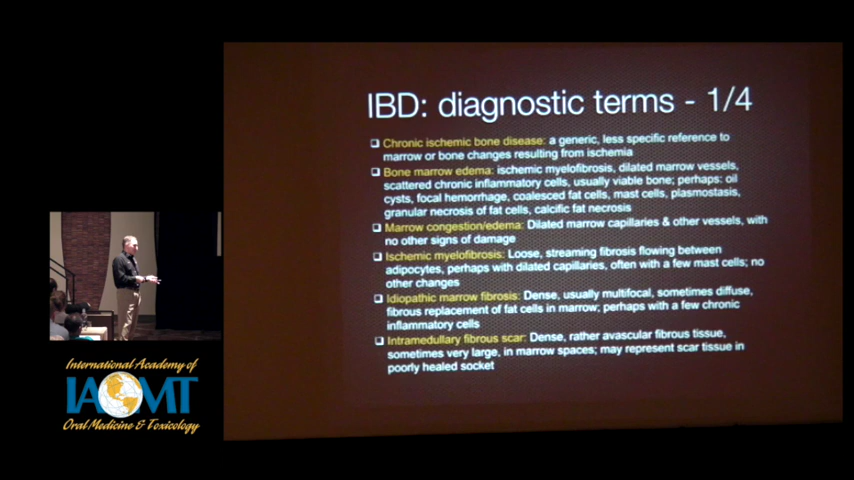 IBD: diagnostic terms - 1/4
Chronic ischemic bone disease: a generic, less specific reference to
marrow or bone changes resulting from ischemia
Bone marrow edema: ischemic myelofibrosis, dilated marrow vessels,
scattered chronic inflammatory cells, usually viable bone; perhaps: oil
cysts, focal hemorrhage, coalesced fat cells, mast cells, plasmostasis,
granular necrosis of fat cells, calcific fat necrosis
Marrow congestion/edema: Dilated marrow capillaries & other vessels, with
no other signs of damage
Ischemic myelofibrosis: Loose, streaming fibrosis flowing between
adipocytes, perhaps with dilated capillaries, often with a few mast cells; no
other changes
Idiopathic marrow fibrosis: Dense, usually multifocal, sometimes diffuse,
fibrous replacement of fat cells in marrow; perhaps with a few chronic
inflammatory cells
Intramedullary fibrous scar: Dense, rather avascular fibrous tissue,
sometimes very large, in marrow spaces; may represent scar tissue in
poorly healed socket
International Academy of
IAOMT
Oral Medicine & Toxicology